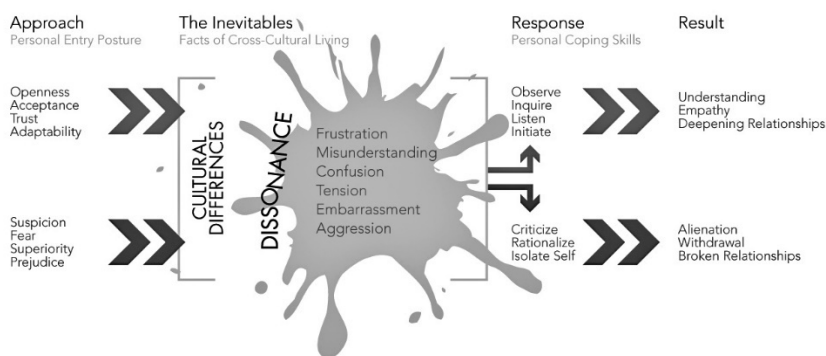 Approach
Personal Entry Posture
The Inevitables
Facts of Cross-Cultural Living
Response
Personal Coping Skills
Result
Openness
Acceptance
Trust
Adaptability
Suspicion
Fear
Superiority
Prejudice
CULTURAL
DIFFERENCES
DISSONANCE
Frustration
Misunderstanding
Confusion
Tension
Embarrassment
Aggression
Observe
Inquire
Listen
Initiate
Criticize
Rationalize
Isolate Self
Understanding
Empathy
Deepening Relationships
Alienation
Withdrawal
Broken Relationships